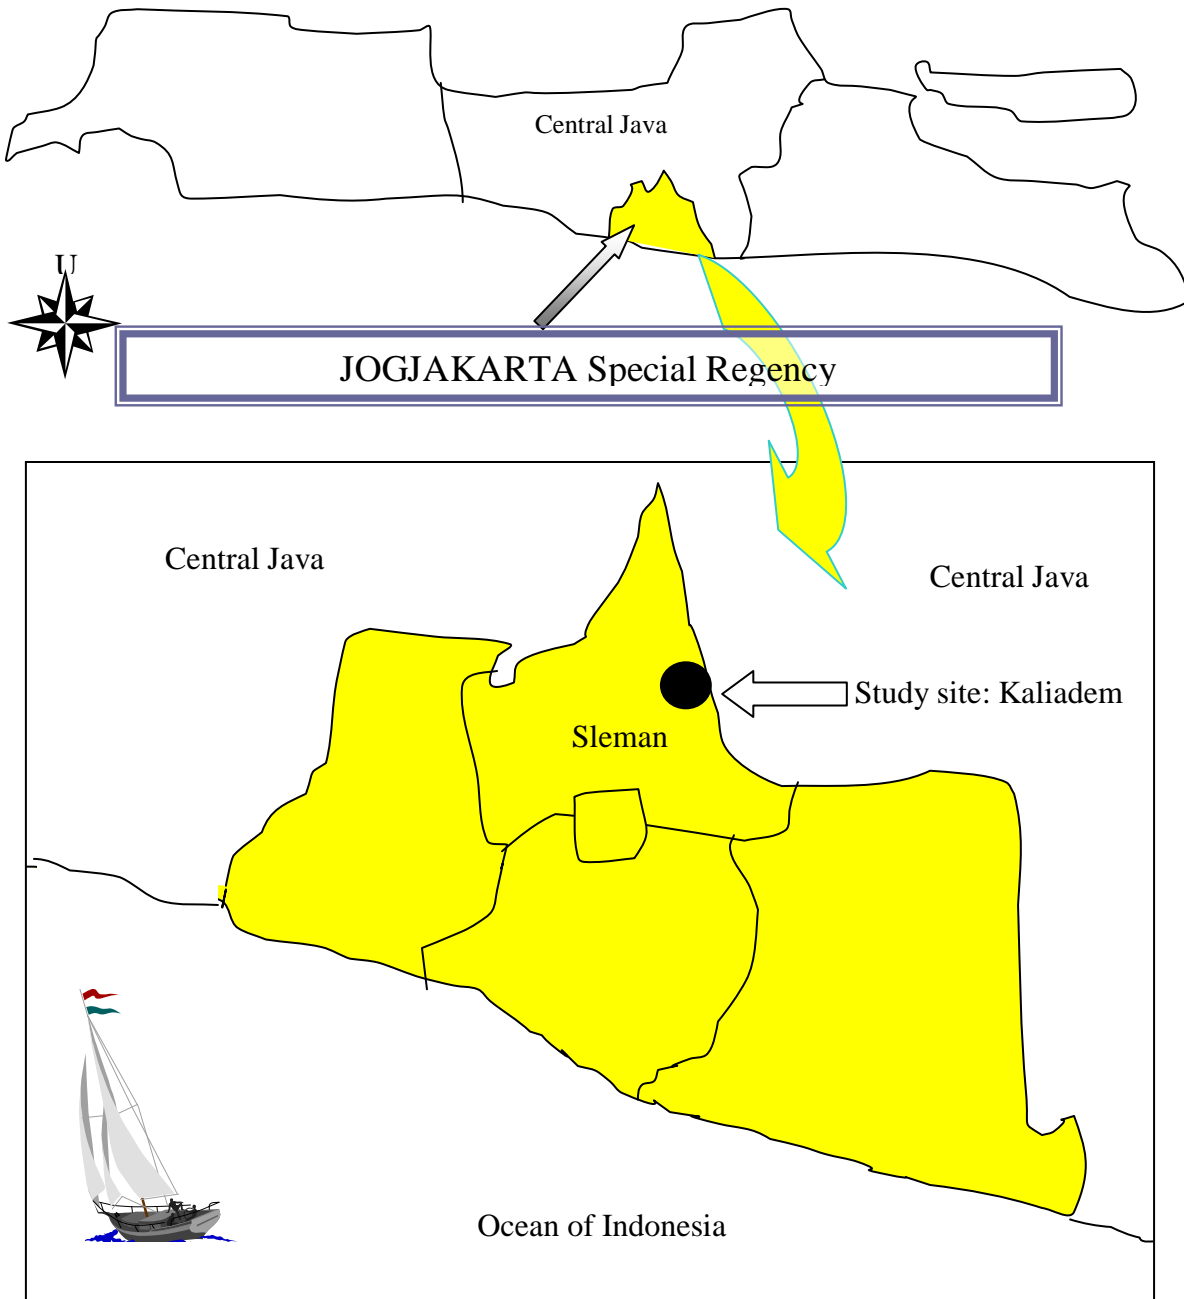 Central Java
U
JOGJAKARTA Special Regency
Central Java
Central Java
Study site: Kaliadem
Sleman
Ocean of Indonesia